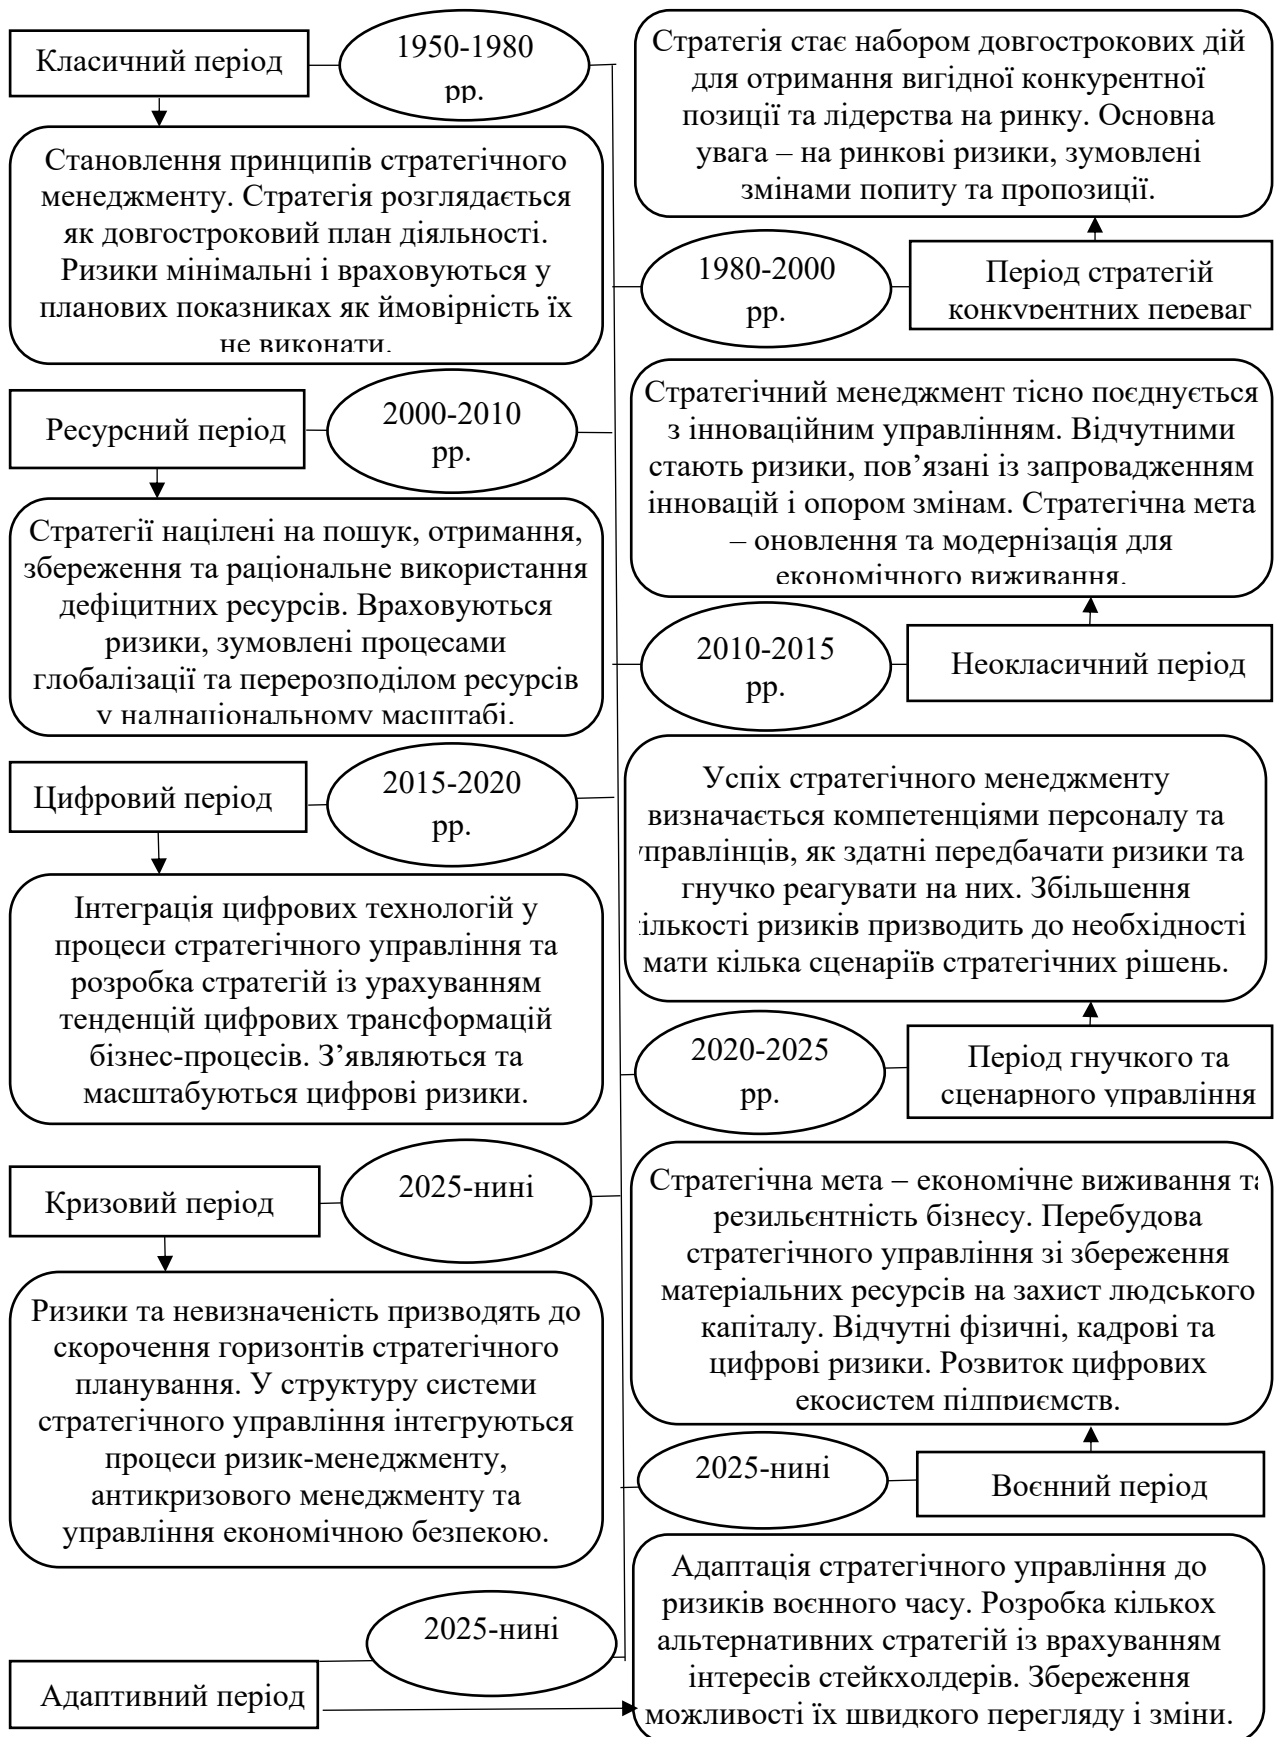 Класичний період
1950-1980
рр.
Становлення принципів стратегічного
менеджменту. Стратегія розглядається
як довгостроковий план діяльності.
Ризики мінімальні і враховуються у
планових показниках як ймовірність їх
не виконати.
Стратегія стає набором довгострокових дій
для отримання вигідної конкурентної
позиції та лідерства на ринку. Основна
увага – на ринкові ризики, зумовлені
змінами попиту та пропозиції.
1980-2000
рр.
Період стратегій
конкурентних переваг
Ресурсний період
2000-2010
рр.
Стратегії націлені на пошук, отримання,
збереження та раціональне використання
дефіцитних ресурсів. Враховуються
ризики, зумовлені процесами
глобалізації та перерозподілом ресурсів
у наднаціональному масштабі.
Стратегічний менеджмент тісно поєднується
з інноваційним управлінням. Відчутними
стають ризики, пов’язані із запровадженням
інновацій і опором змінам. Стратегічна мета
– оновлення та модернізація для
економічного виживання.
2010-2015
рр.
Неокласичний період
Цифровий період
2015-2020
рр.
Інтеграція цифрових технологій у
процеси стратегічного управління та
розробка стратегій із урахуванням
тенденцій цифрових трансформацій
бізнес-процесів. З’являються та
масштабуються цифрові ризики.
Успіх стратегічного менеджменту
визначається компетенціями персоналу та
управлінців, як здатні передбачати ризики та
гнучко реагувати на них. Збільшення
кількості ризиків призводить до необхідності
мати кілька сценаріїв стратегічних рішень.
2020-2025
рр.
Період гнучкого та
сценарного управління
Кризовий період
2025-нині
Ризики та невизначеність призводять до
скорочення горизонтів стратегічного
планування. У структуру системи
стратегічного управління інтегруються
процеси ризик-менеджменту,
антикризового менеджменту та
управління економічною безпекою.
Стратегічна мета – економічне виживання та
резильєнтність бізнесу. Перебудова
стратегічного управління зі збереження
матеріальних ресурсів на захист людського
капіталу. Відчутні фізичні, кадрові та
цифрові ризики. Розвиток цифрових
екосистем підприємств.
2025-нині
Воєнний період
Адаптивний період
2025-нині
Адаптація стратегічного управління до
ризиків воєнного часу. Розробка кількох
альтернативних стратегій із врахуванням
інтересів стейкхолдерів. Збереження
можливості їх швидкого перегляду і зміни.